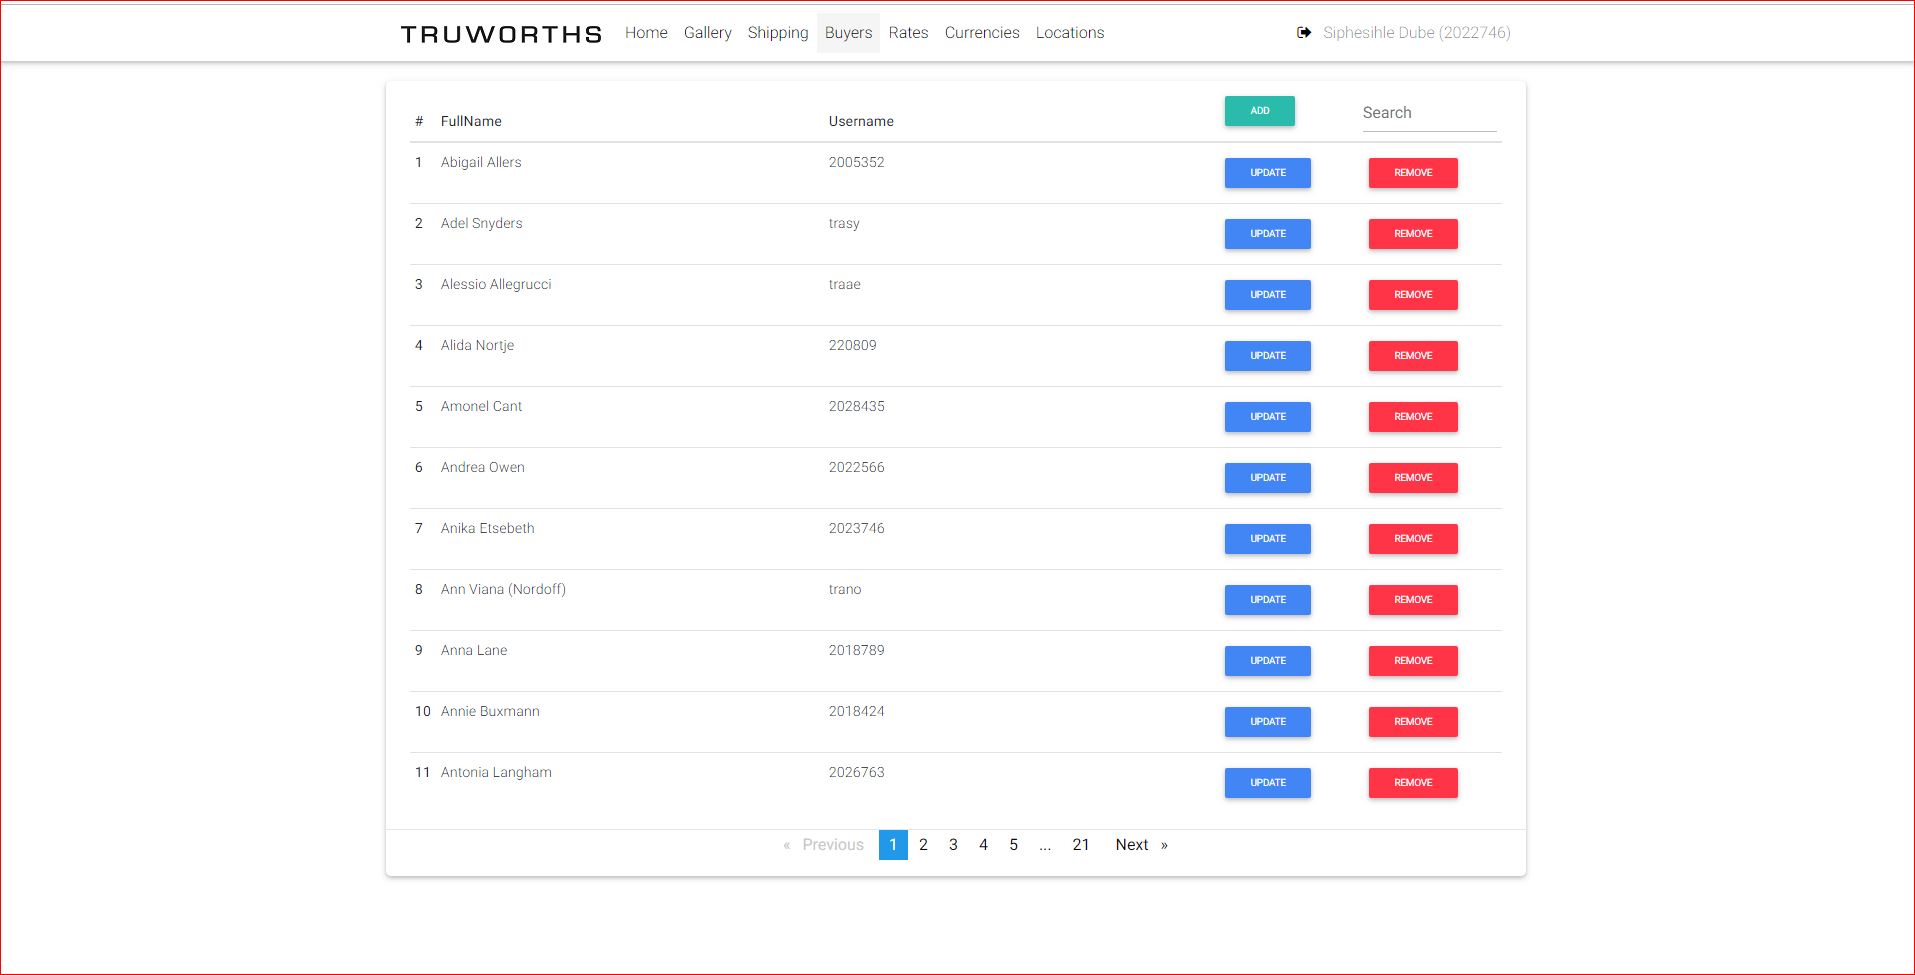 TRUWORTHS Home Gallery Shipping Buyers Rates Currencies Locations Siphesihle Dube (2022746)
# FullName Username ADD Search
1 Abigail Allers 2005352 UPDATE REMOVE
2 Adel Snyders trasy UPDATE REMOVE
3 Alessio Allegrucci traae UPDATE REMOVE
4 Alida Nortje 220809 UPDATE REMOVE
5 Amonel Cant 2028435 UPDATE REMOVE
6 Andrea Owen 2022566 UPDATE REMOVE
7 Anika Etsebeth 2023746 UPDATE REMOVE
8 Ann Viana (Nordoff) trano UPDATE REMOVE
9 Anna Lane 2018789 UPDATE REMOVE
10 Annie Buxmann 2018424 UPDATE REMOVE
11 Antonia Langham 2026763 UPDATE REMOVE
« Previous 1 2 3 4 5 ... 21 Next »